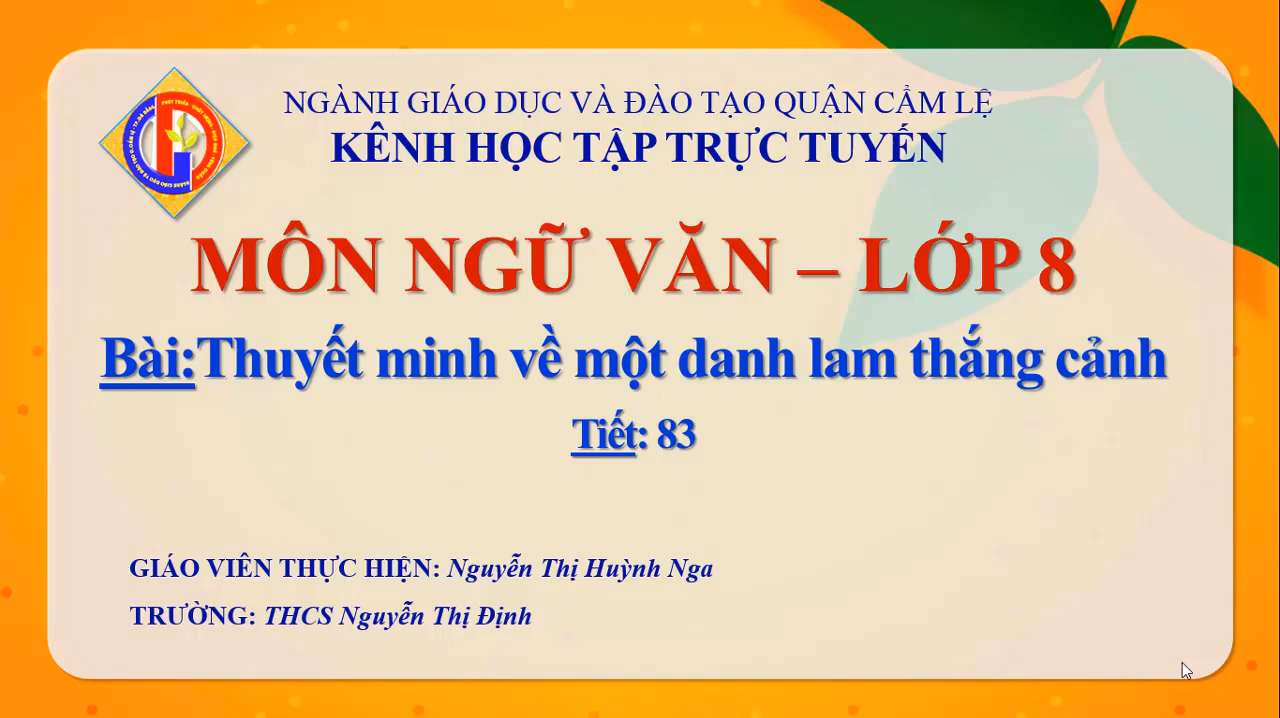 NGÀNH GIÁO DỤC VÀ ĐÀO TẠO QUẬN CẨM LỆ
KÊNH HỌC TẬP TRỰC TUYẾN
MÔN NGỮ VĂN – LỚP 8
Bài:Thuyết minh về một danh lam thắng cảnh
Tiết: 83
GIÁO VIÊN THỰC HIỆN: Nguyễn Thị Huỳnh Nga
TRƯỜNG: THCS Nguyễn Thị Định